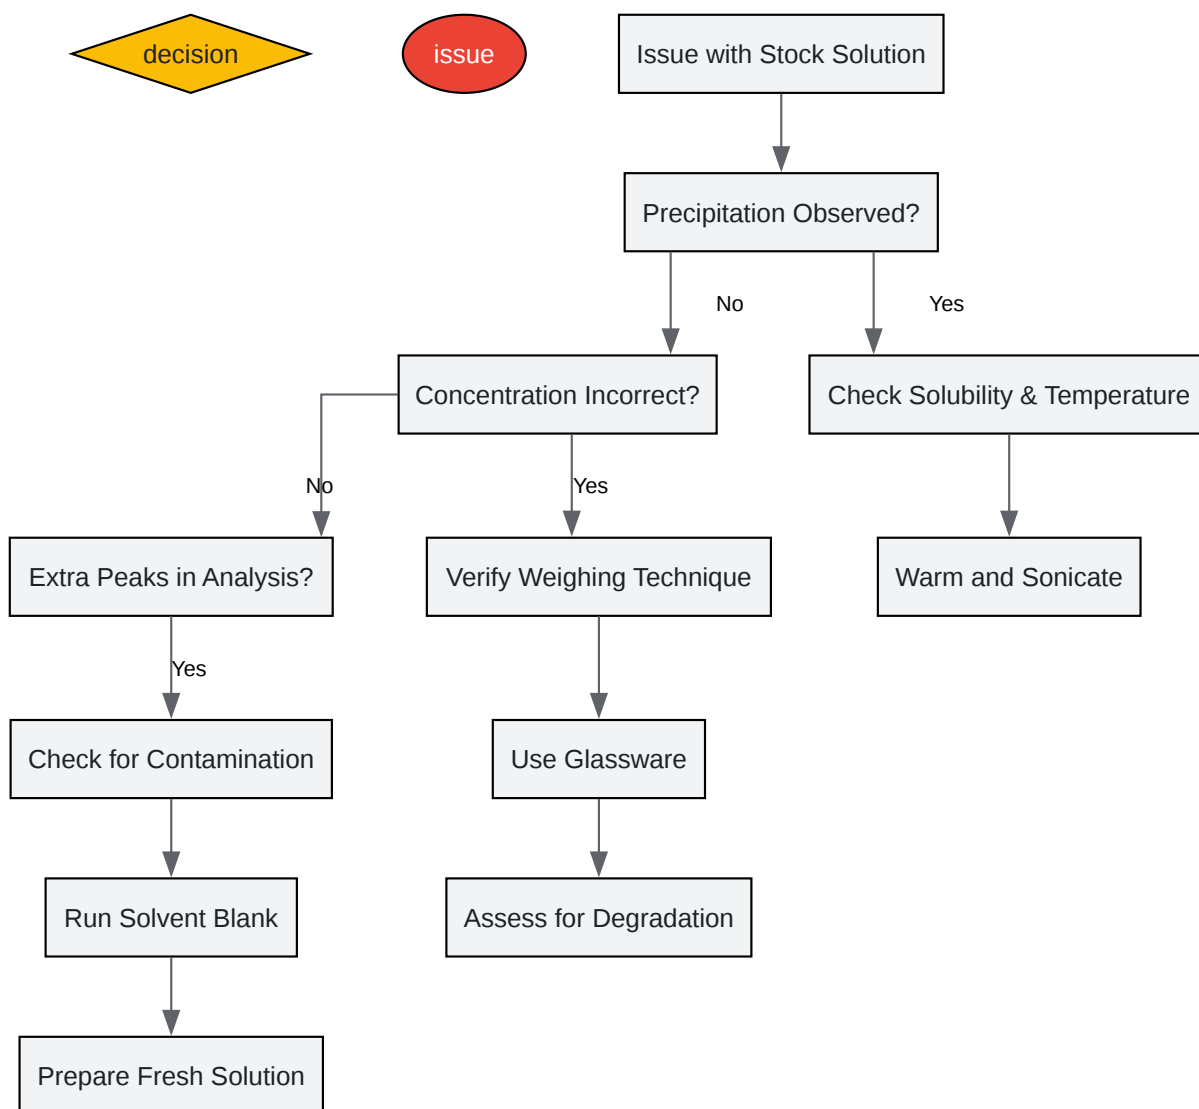 decision
issue
Issue with Stock Solution
Precipitation Observed?
No
Yes
Concentration Incorrect?
Check Solubility & Temperature
No
Yes
Extra Peaks in Analysis?
Verify Weighing Technique
Warm and Sonicate
Yes
Check for Contamination
Use Glassware
Run Solvent Blank
Assess for Degradation
Prepare Fresh Solution